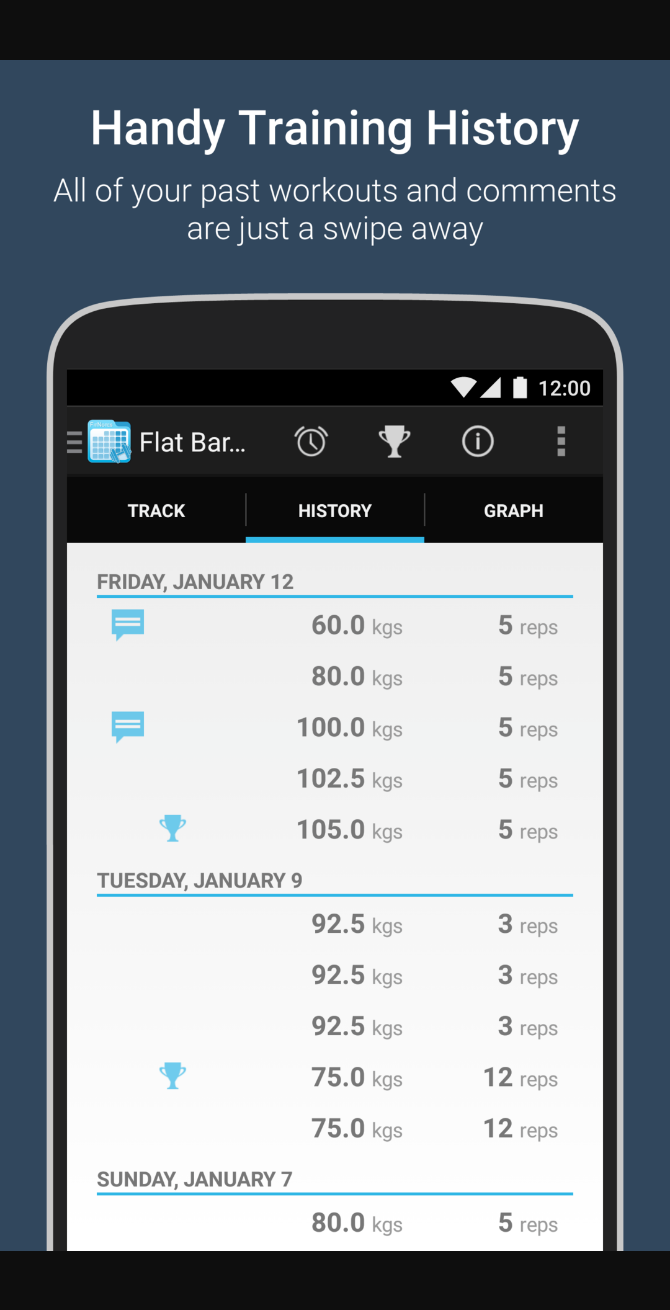 Handy Training History
All of your past workouts and comments
are just a swipe away
12:00
Flat Bar...
TRACK HISTORY GRAPH
FRIDAY, JANUARY 12
60.0 kgs 5 reps
80.0 kgs 5 reps
100.0 kgs 5 reps
102.5 kgs 5 reps
105.0 kgs 5 reps
TUESDAY, JANUARY 9
92.5 kgs 3 reps
92.5 kgs 3 reps
92.5 kgs 3 reps
75.0 kgs 12 reps
75.0 kgs 12 reps
SUNDAY, JANUARY 7
80.0 kgs 5 reps